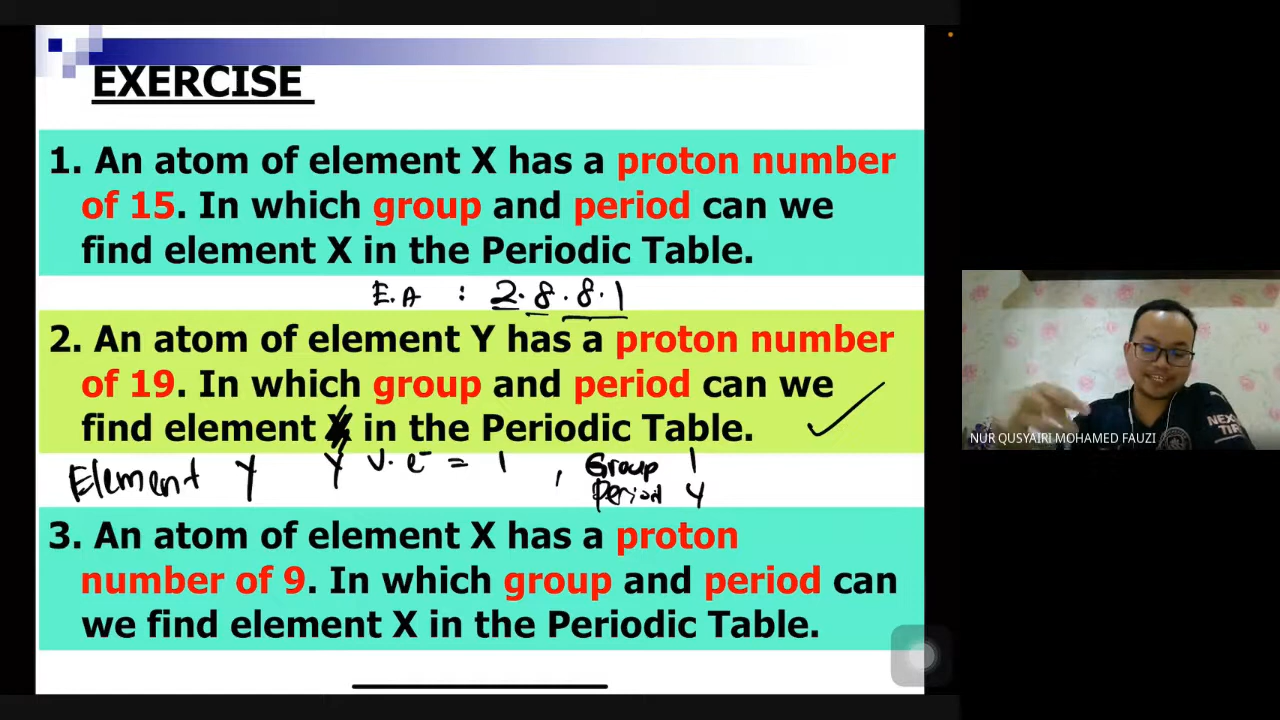 EXERCISE
1. An atom of element X has a proton number
of 15. In which group and period can we
find element X in the Periodic Table.
E.A : 2.8.8.1
2. An atom of element Y has a proton number
of 19. In which group and period can we
find element in the Periodic Table.
Element Y Y v.e⁻ = 1 , Group 1
Period 4
3. An atom of element X has a proton
number of 9. In which group and period can
we find element X in the Periodic Table.
NUR QUSYAIRI MOHAMED FAUZI